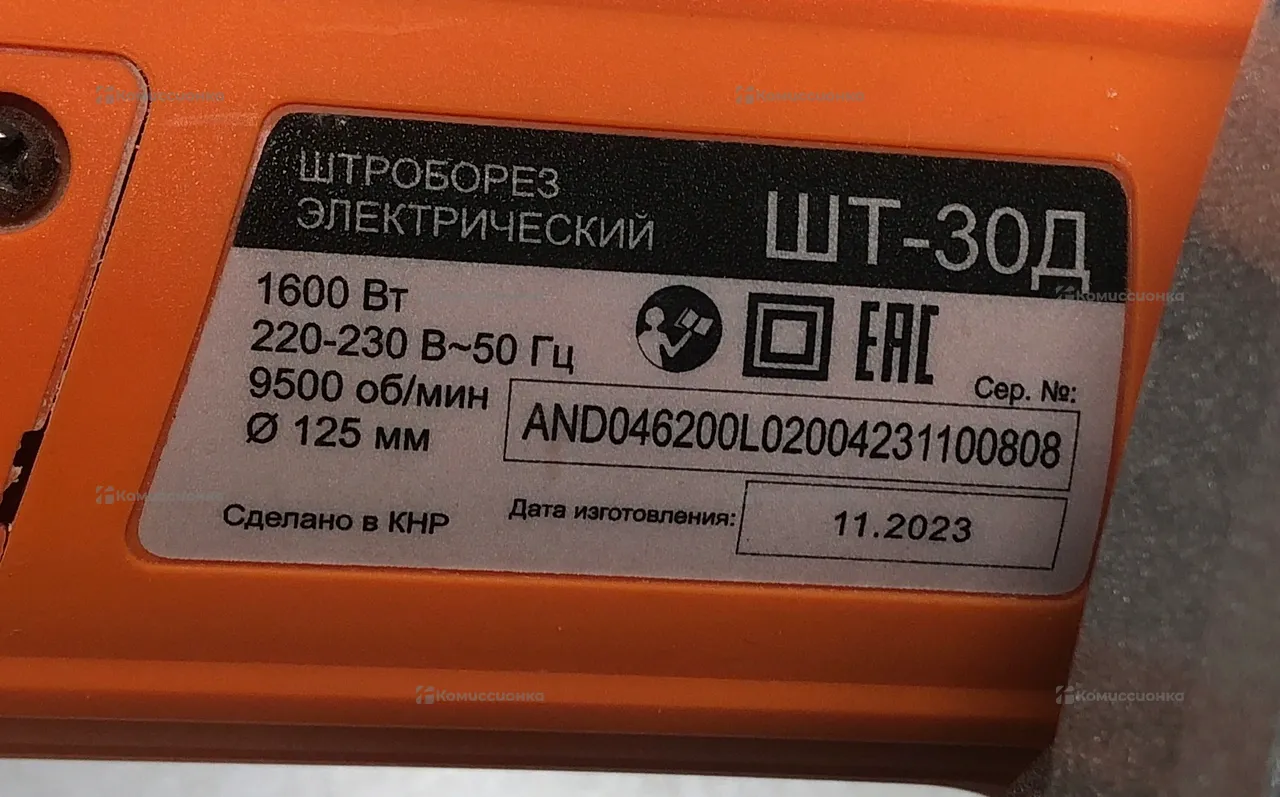 ШТРОБОРЕЗ
ЭЛЕКТРИЧЕСКИЙ
ШТ-30Д
1600 Вт
220-230 В~50 Гц
9500 об/мин
Ø 125 мм
EAC
Сер. №:
AND046200L02004231100808
Сделано в КНР
Дата изготовления:
11.2023
Комиссионка
Комиссионка
Комиссионка
Комиссионка
Комиссионка
Комиссионка